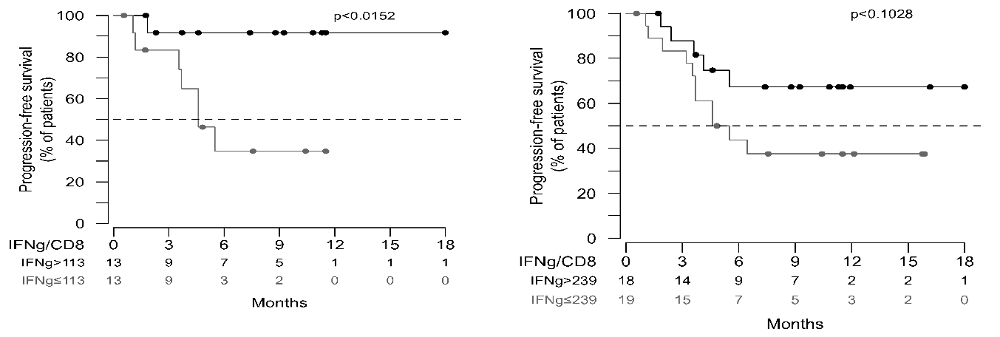 p<0.0152
100
80
60
40
20
0
Progression-free survival
(% of patients)
0 3 6 9 12 15 18
IFNg/CD8
IFNg>113 13 9 7 5 1 1 1
IFNg≤113 13 9 3 2 0 0 0
Months
p<0.1028
100
80
60
40
20
0
Progression-free survival
(% of patients)
IFNg/CD8 0 3 6 9 12 15 18
IFNg>239 18 14 9 7 2 2 1
IFNg≤239 19 15 7 5 3 2 0
Months